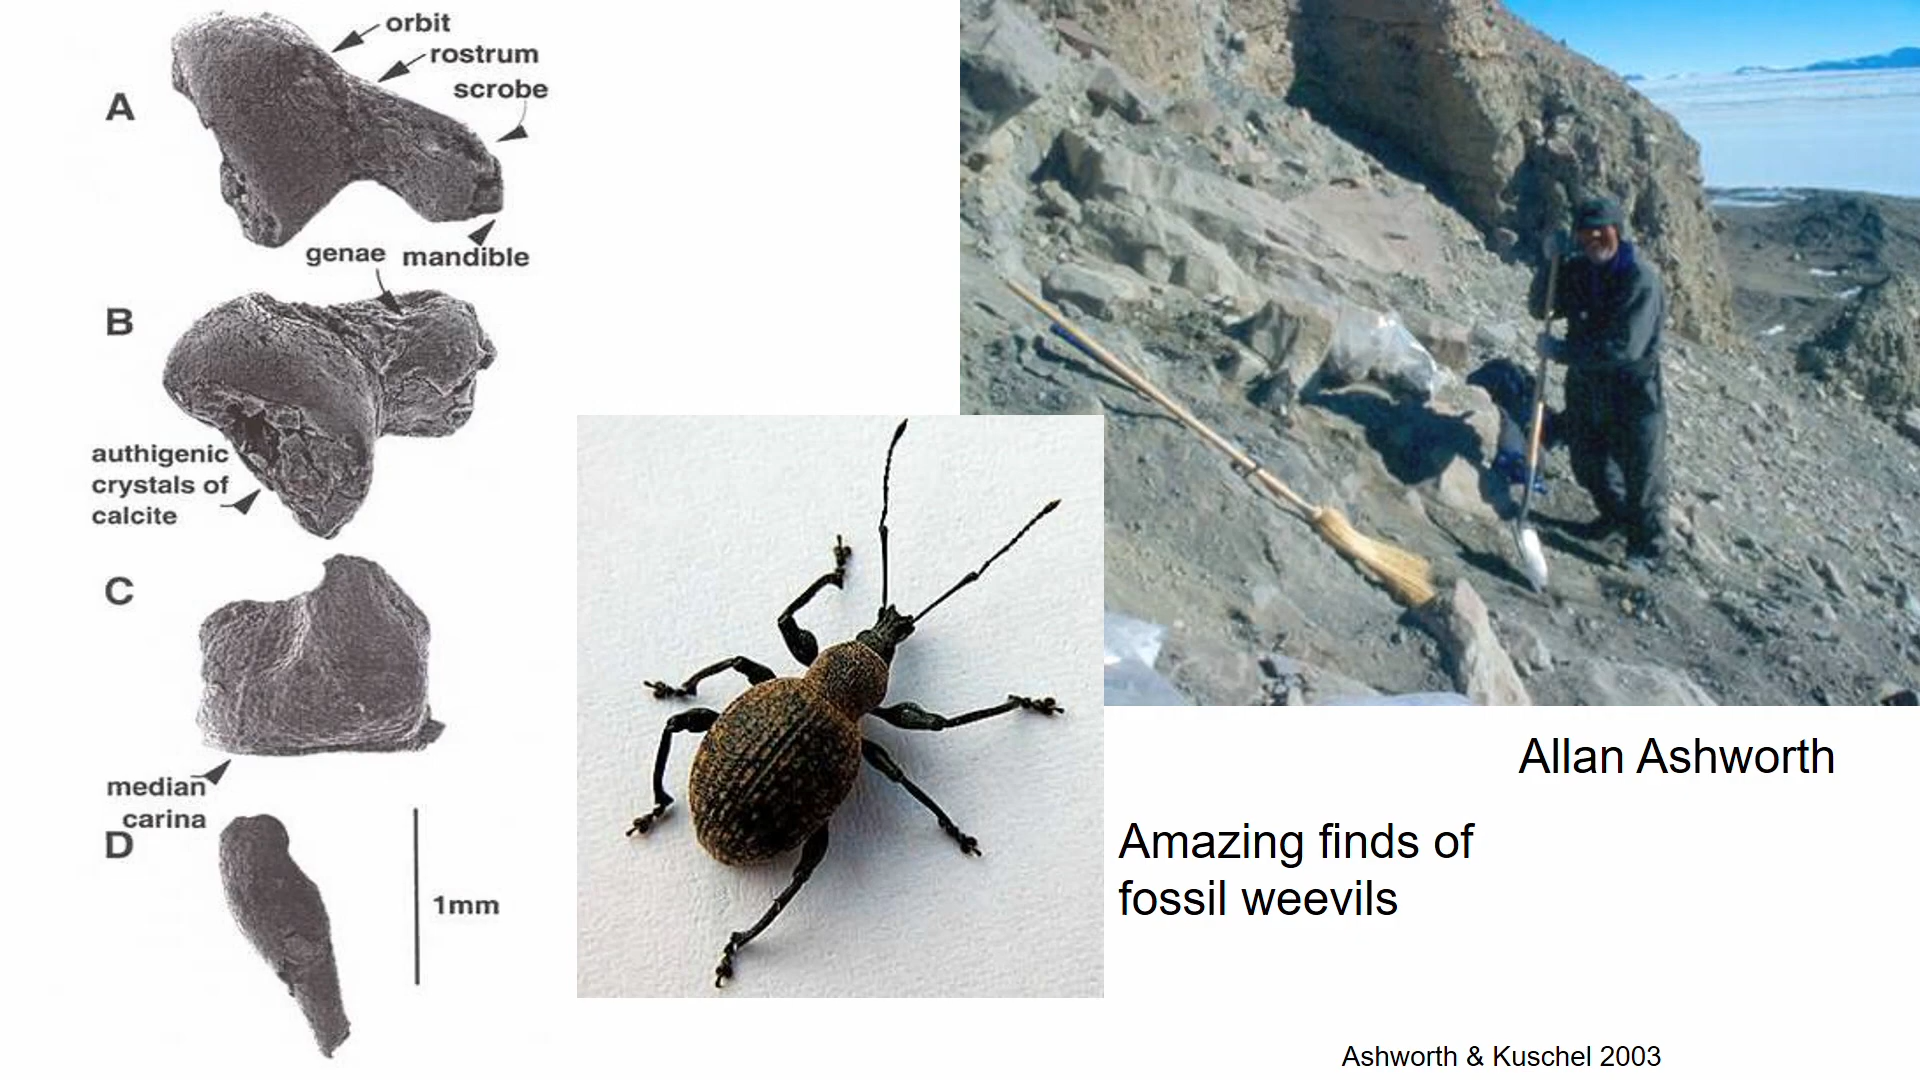 orbit
rostrum
scrobe
A
genae
mandible
B
authigenic
crystals of
calcite
C
median
carina
D
1mm
Allan Ashworth
Amazing finds of
fossil weevils
Ashworth & Kuschel 2003